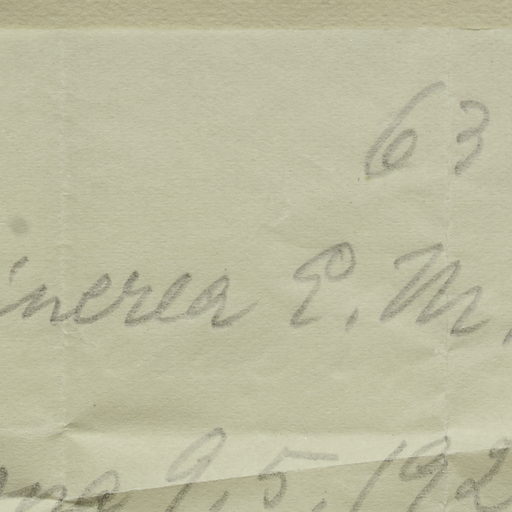 63
inerea E. M.
9, 5, 192